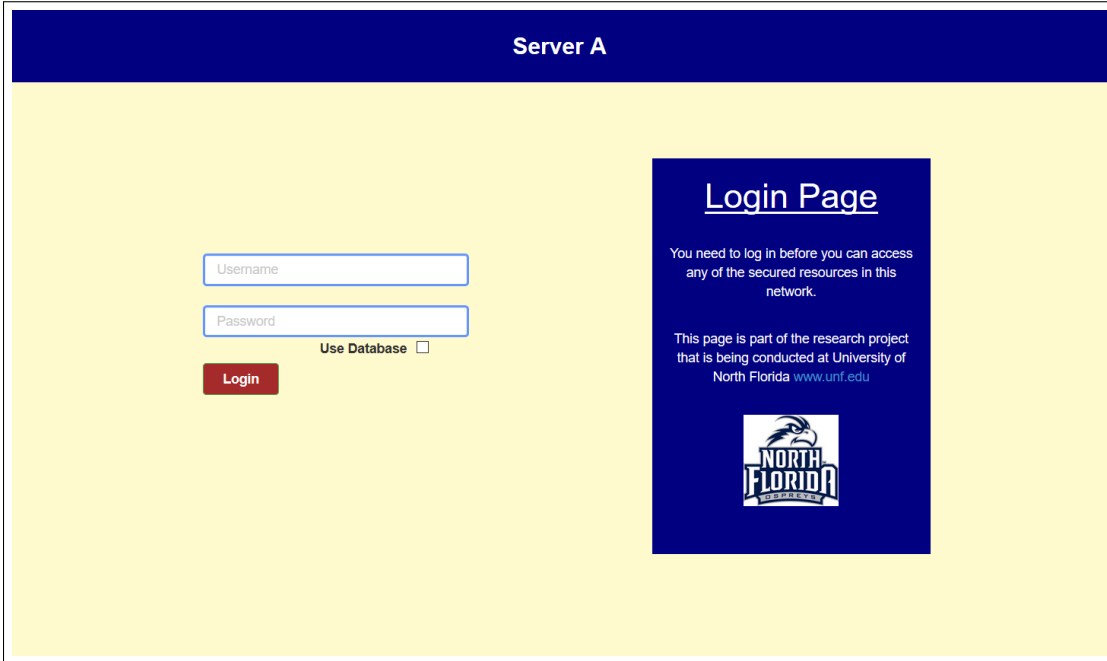 Server A
Username
Password
Use Database
Login
Login Page
You need to log in before you can access
any of the secured resources in this
network.
This page is part of the research project
that is being conducted at University of
North Florida www.unf.edu
NORTH
FLORIDA
OSPREYS